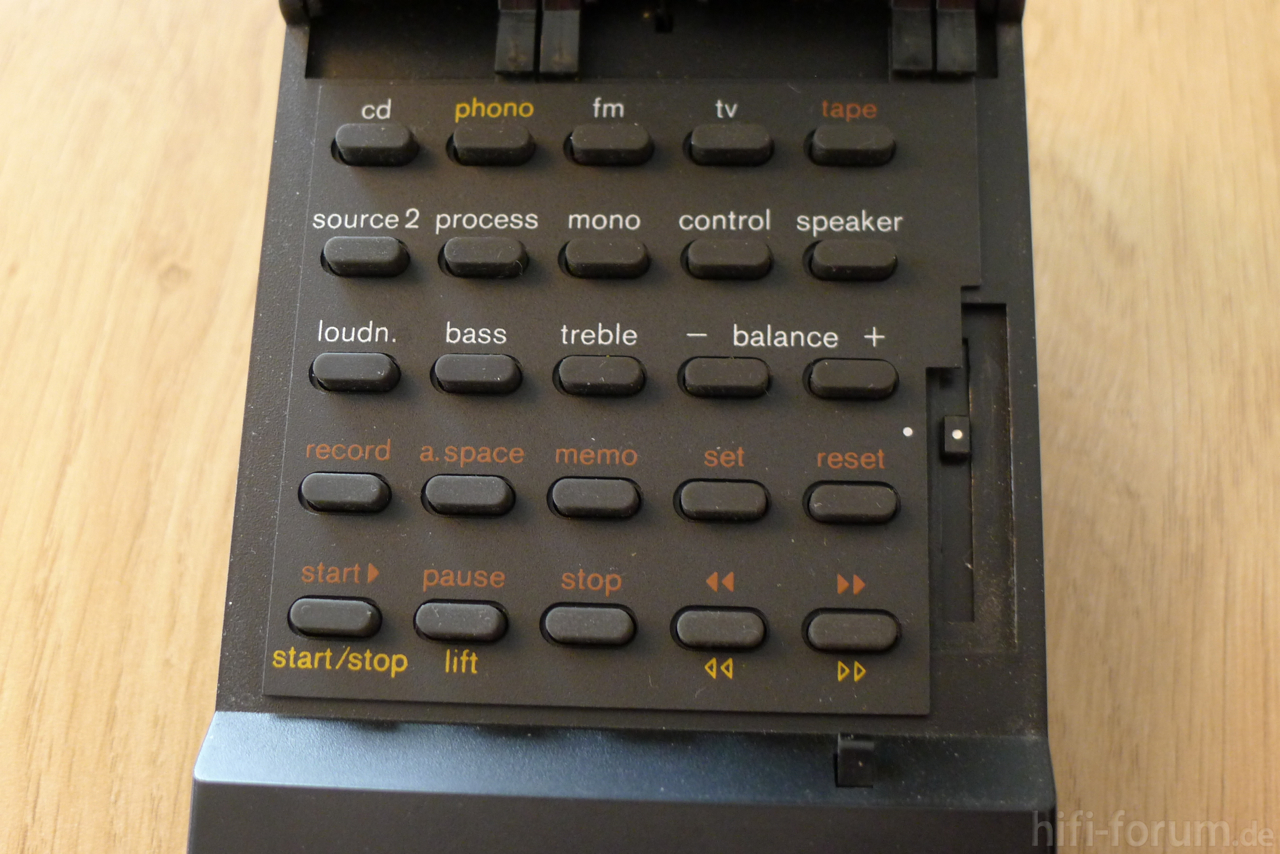 cd phono fm tv tape
source 2 process mono control speaker
loudn. bass treble − balance +
record a.space memo set reset
start▶ pause stop ◀◀ ▶▶
start/stop lift ◁◁ ▷▷
hifi-forum.de